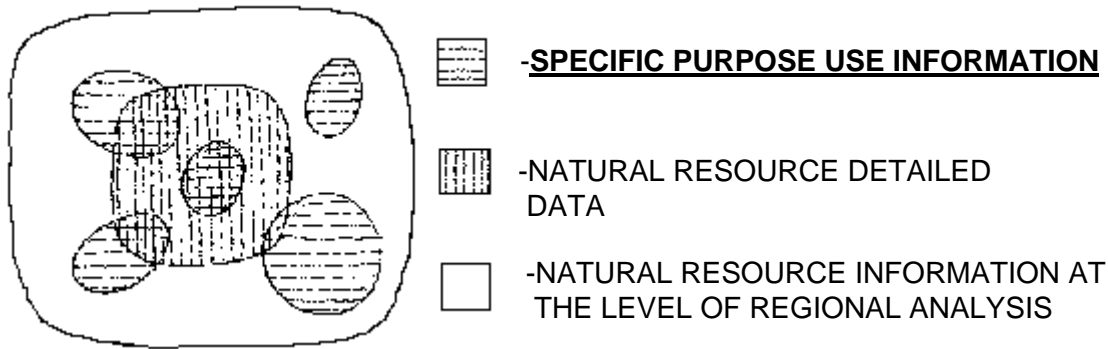 -SPECIFIC PURPOSE USE INFORMATION
-NATURAL RESOURCE DETAILED
DATA
-NATURAL RESOURCE INFORMATION AT
THE LEVEL OF REGIONAL ANALYSIS